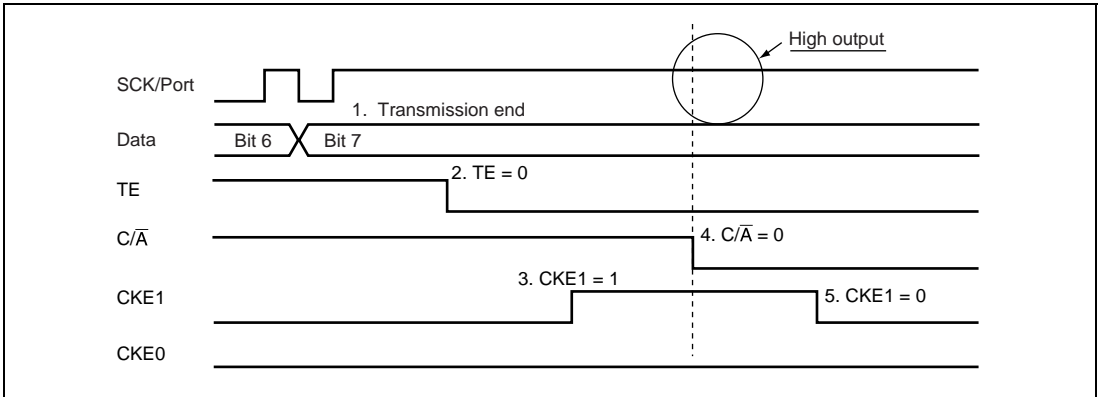 High output
SCK/Port
1. Transmission end
Data
Bit 6
Bit 7
TE
2. TE = 0
C/A̅
4. C/A̅ = 0
3. CKE1 = 1
CKE1
5. CKE1 = 0
CKE0